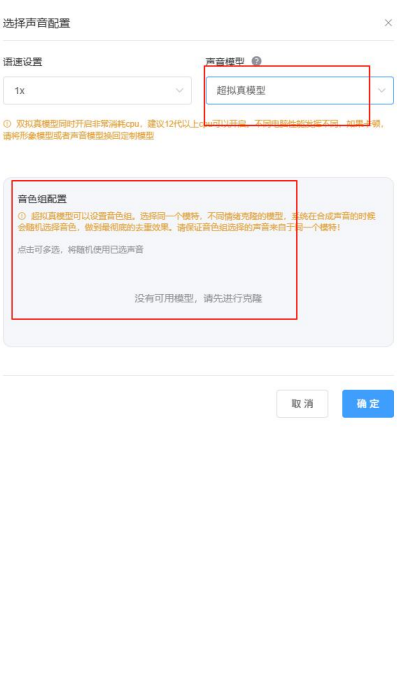 选择声音配置
语速设置
声音模型
1x
超拟真模型
双拟真模型同时开启非常消耗cpu，建议12代以上cpu可以开启，不同电脑性能发挥不同，如果卡顿，
请将形象模型或者声音模型换回定制模型
音色组配置
超拟真模型可以设置音色组。选择同一个模特、不同情绪克隆的模型，系统在合成声音的时候
会随机选择音色，做到最彻底的去重效果。请保证音色组选择的声音来自于同一个模特！
点击可多选，将随机使用已选声音
没有可用模型，请先进行克隆
取消
确定